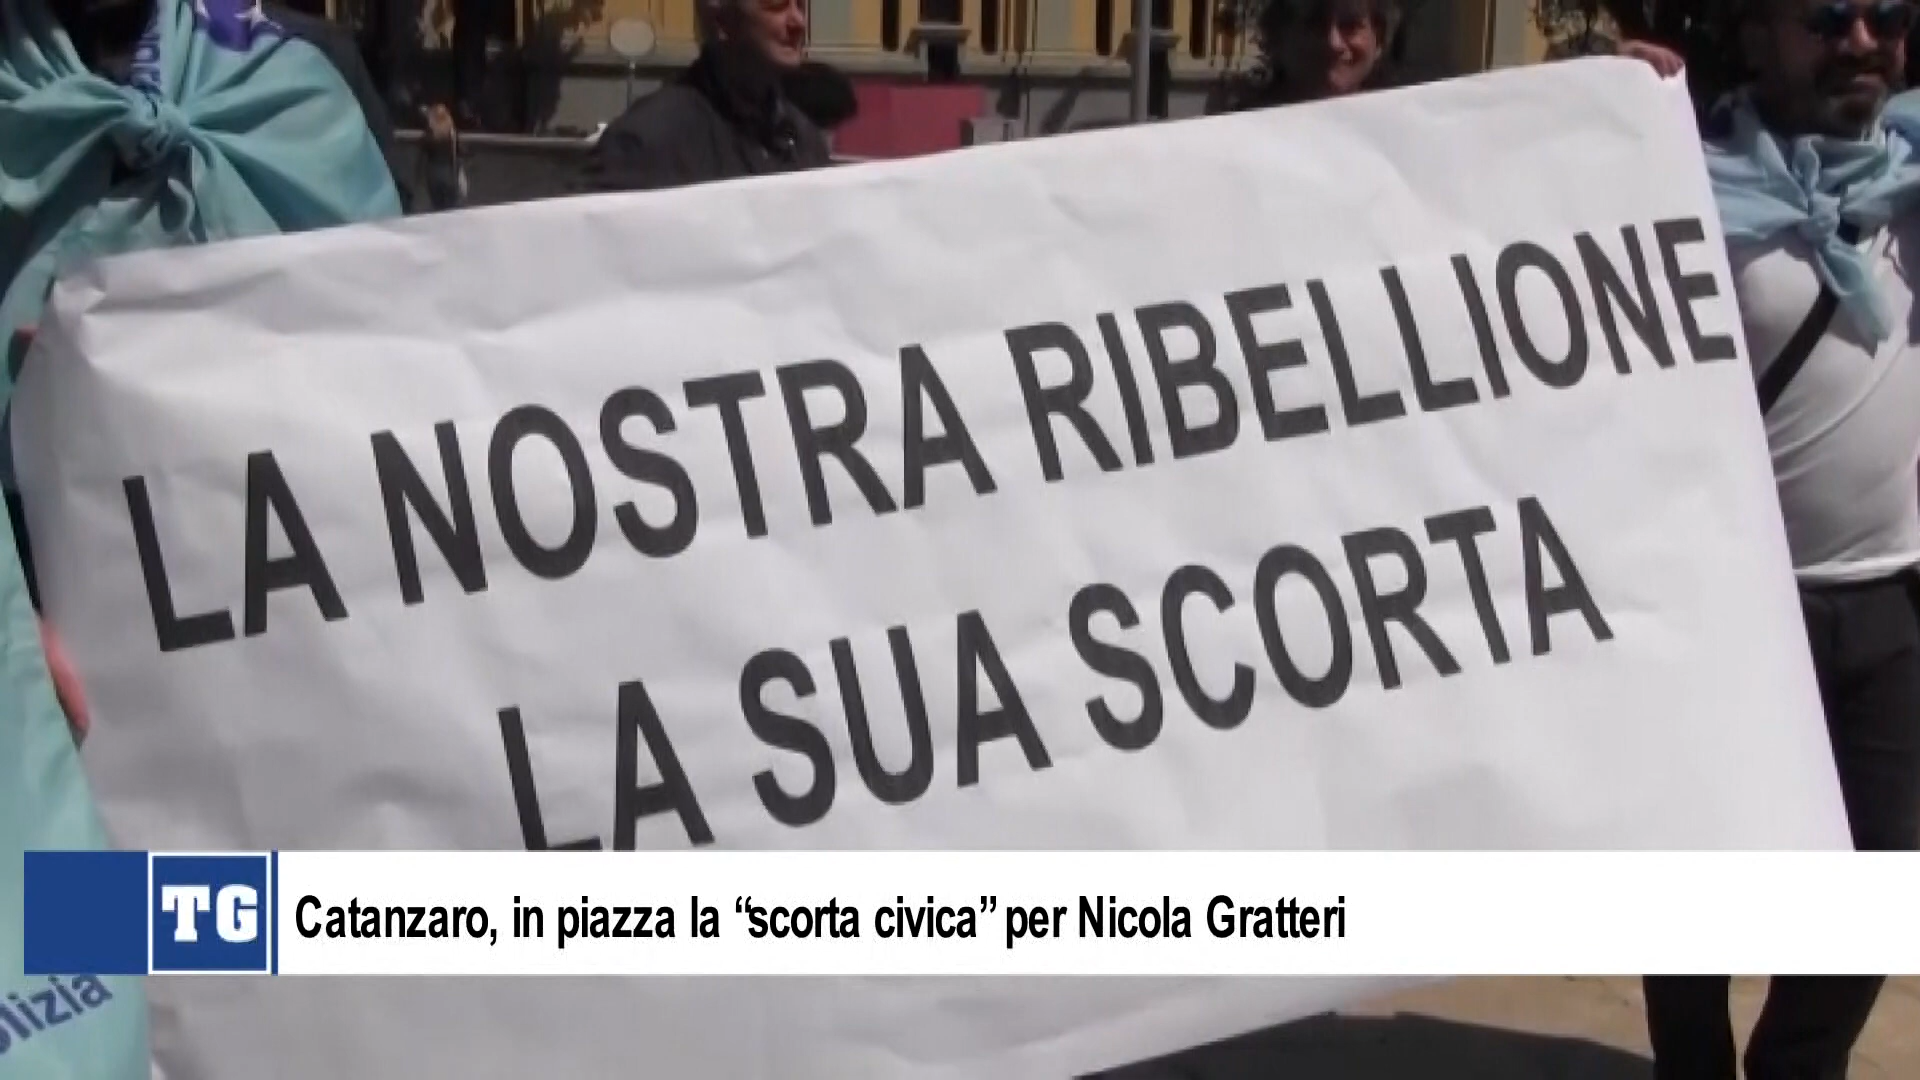 LA NOSTRA RIBELLIONE
LA SUA SCORTA
TG
Catanzaro, in piazza la “scorta civica” per Nicola Gratteri
lizia